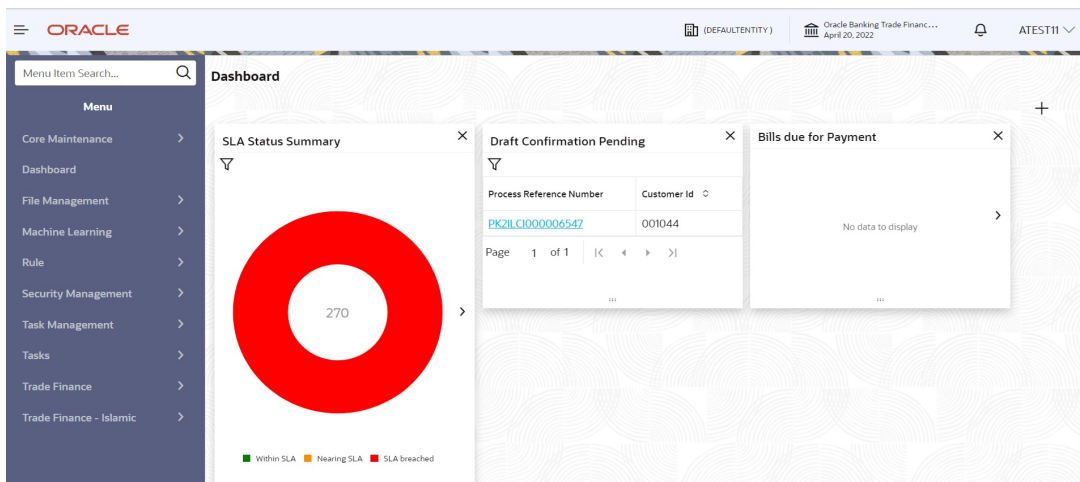 ORACLE
(DEFAULTENTITY)
Oracle Banking Trade Financ...
April 20, 2022
ATEST11
Menu Item Search...
Menu
Core Maintenance
Dashboard
File Management
Machine Learning
Rule
Security Management
Task Management
Tasks
Trade Finance
Trade Finance - Islamic
Dashboard
SLA Status Summary
270
Within SLA Nearing SLA SLA breached
Draft Confirmation Pending
Process Reference Number Customer Id
PK2ILCI000006547 001044
Page 1 of 1
Bills due for Payment
No data to display